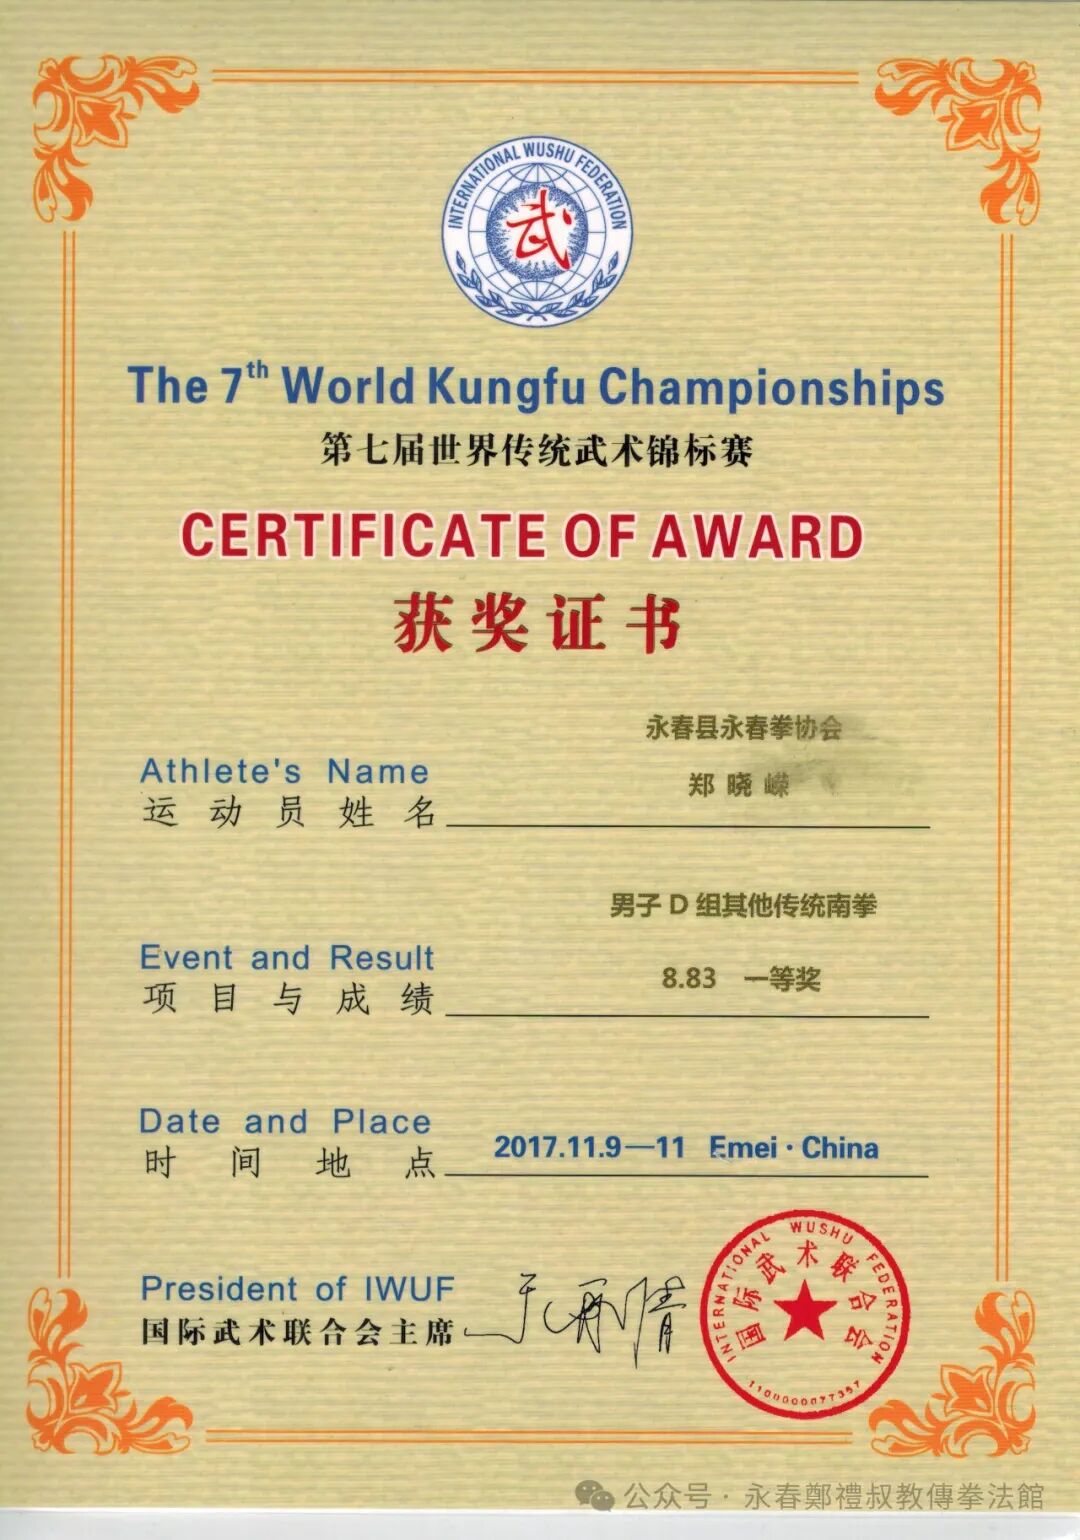 INTERNATIONAL WUSHU FEDERATION
武
The 7th World Kungfu Championships
第七届世界传统武术锦标赛
CERTIFICATE OF AWARD
获奖证书
永春县永春拳协会
Athlete's Name
郑晓嵘
运动员姓名
男子D组其他传统南拳
Event and Result
8.83 一等奖
项目与成绩
Date and Place
2017.11.9—11 Emei·China
时间地点
President of IWUF
国际武术联合会主席
INTERNATIONAL WUSHU FEDERATION
国际武术联合会
公众号·永春鄭禮叔教傳拳法館